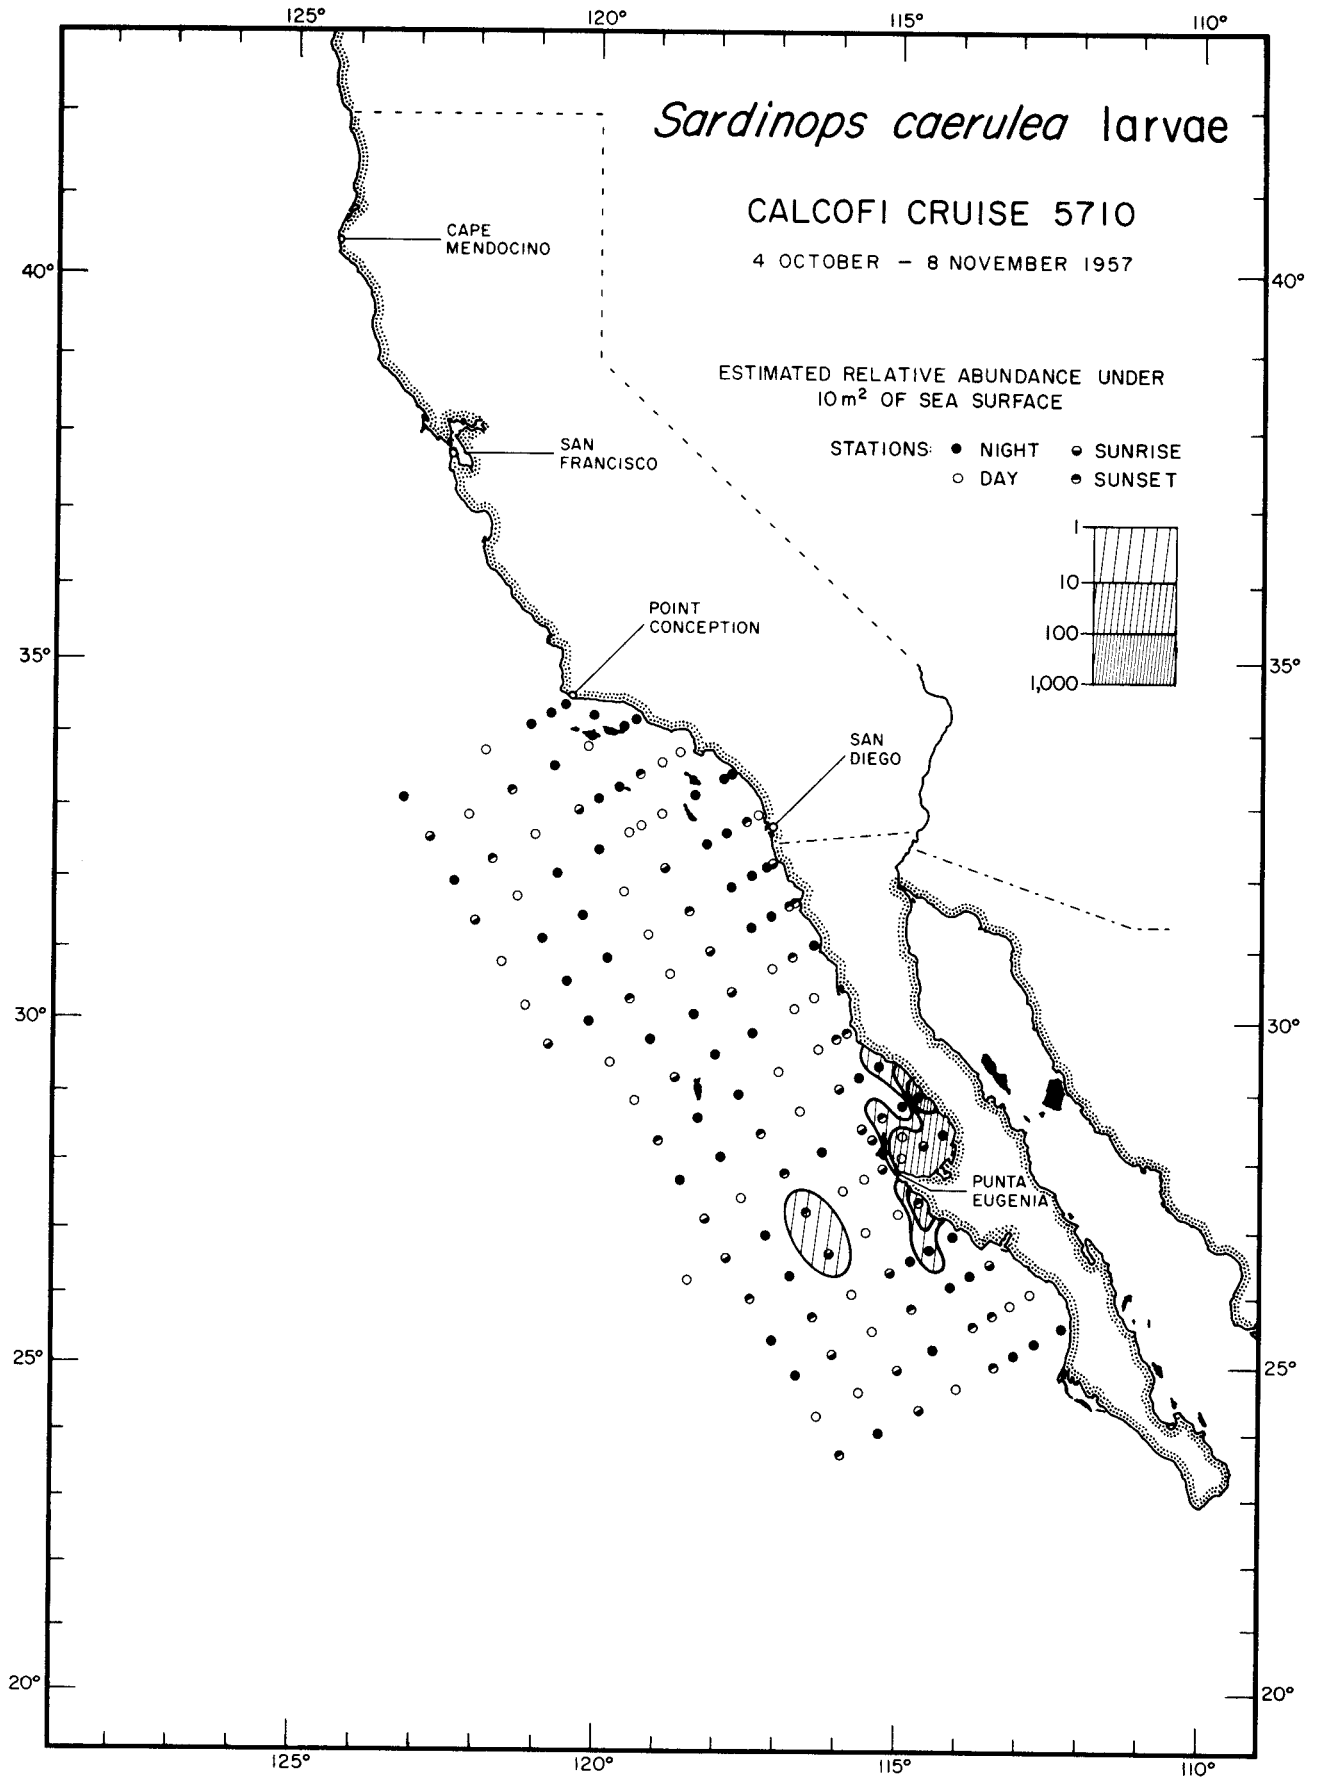 125° 120° 115° 110°
Sardinops caerulea larvae
CALCOFI CRUISE 5710
4 OCTOBER – 8 NOVEMBER 1957
CAPE
MENDOCINO
40° 40°
ESTIMATED RELATIVE ABUNDANCE UNDER
10 m² OF SEA SURFACE
STATIONS: NIGHT SUNRISE
DAY SUNSET
SAN
FRANCISCO
1
10
100
1,000
POINT
CONCEPTION
35° 35°
SAN
DIEGO
30° 30°
PUNTA
EUGENIA
25° 25°
20° 20°
125° 120° 115° 110°